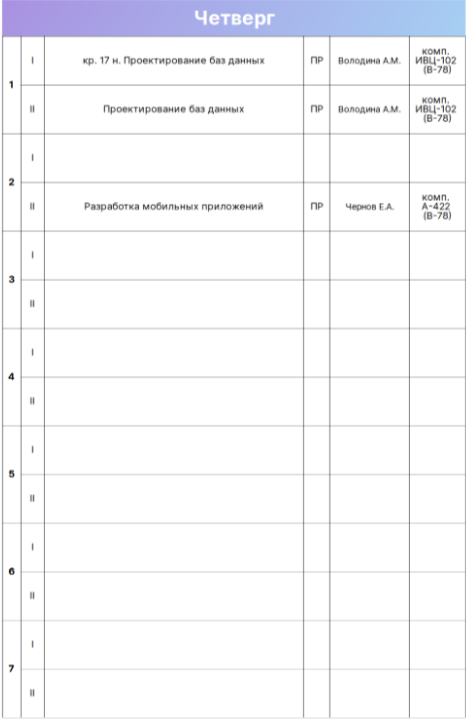 Четверг
1
I
кр. 17 н. Проектирование баз данных
ПР
Володина А.М.
комп.
ИВЦ-102
(В-78)
II
Проектирование баз данных
ПР
Володина А.М.
комп.
ИВЦ-102
(В-78)
2
I
II
Разработка мобильных приложений
ПР
Чернов Е.А.
комп.
А-422
(В-78)
3
I
II
4
I
II
5
I
II
6
I
II
7
I
II